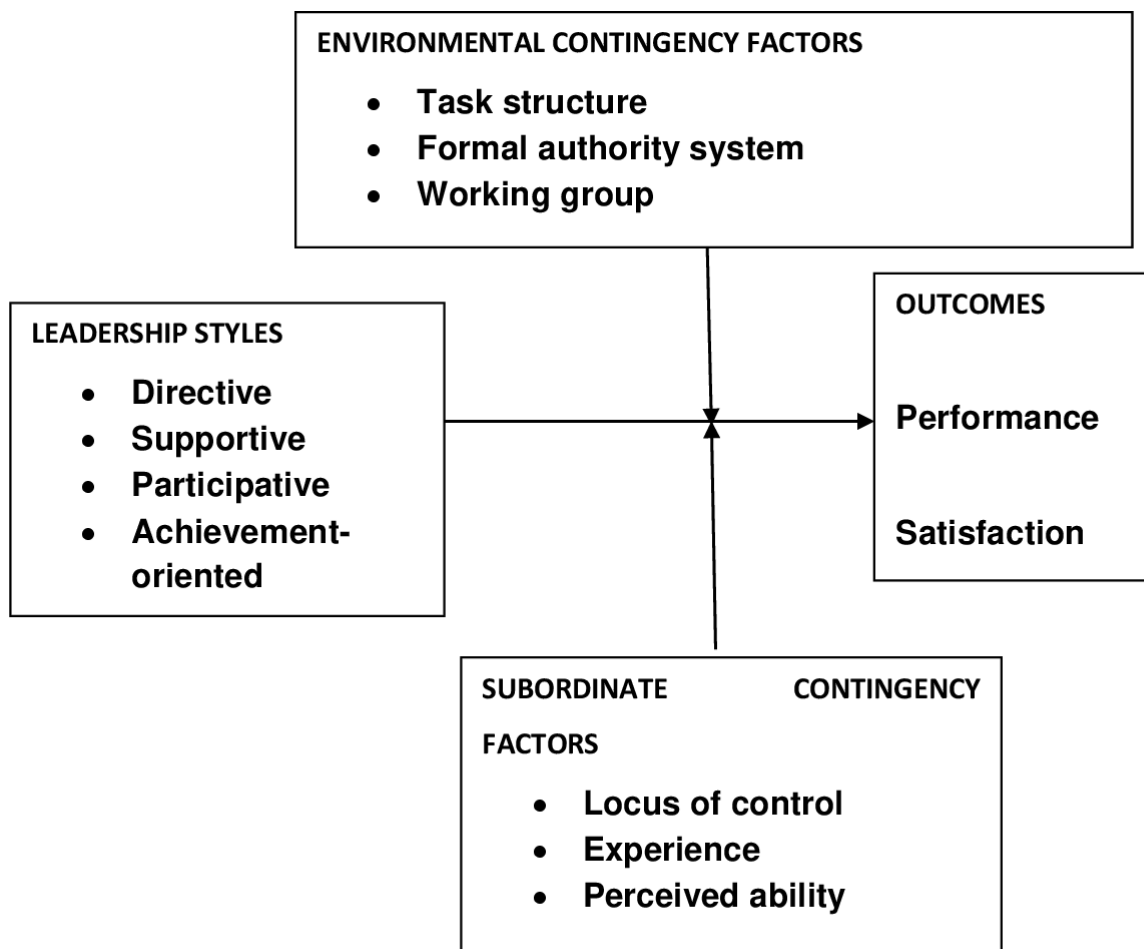 ENVIRONMENTAL CONTINGENCY FACTORS
• Task structure
• Formal authority system
• Working group
LEADERSHIP STYLES
• Directive
• Supportive
• Participative
• Achievement-
oriented
OUTCOMES
Performance
Satisfaction
SUBORDINATE CONTINGENCY
FACTORS
• Locus of control
• Experience
• Perceived ability